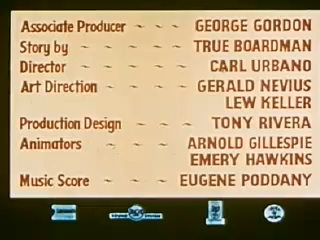 Associate Producer ~ ~ ~ GEORGE GORDON
Story by ~ ~ ~ ~ ~ TRUE BOARDMAN
Director ~ ~ ~ ~ ~ CARL URBANO
Art Direction ~ ~ ~ ~ GERALD NEVIUS
LEW KELLER
Production Design ~ ~ ~ TONY RIVERA
Animators ~ ~ ~ ~ ARNOLD GILLESPIE
EMERY HAWKINS
Music Score ~ ~ ~ ~ EUGENE PODDANY